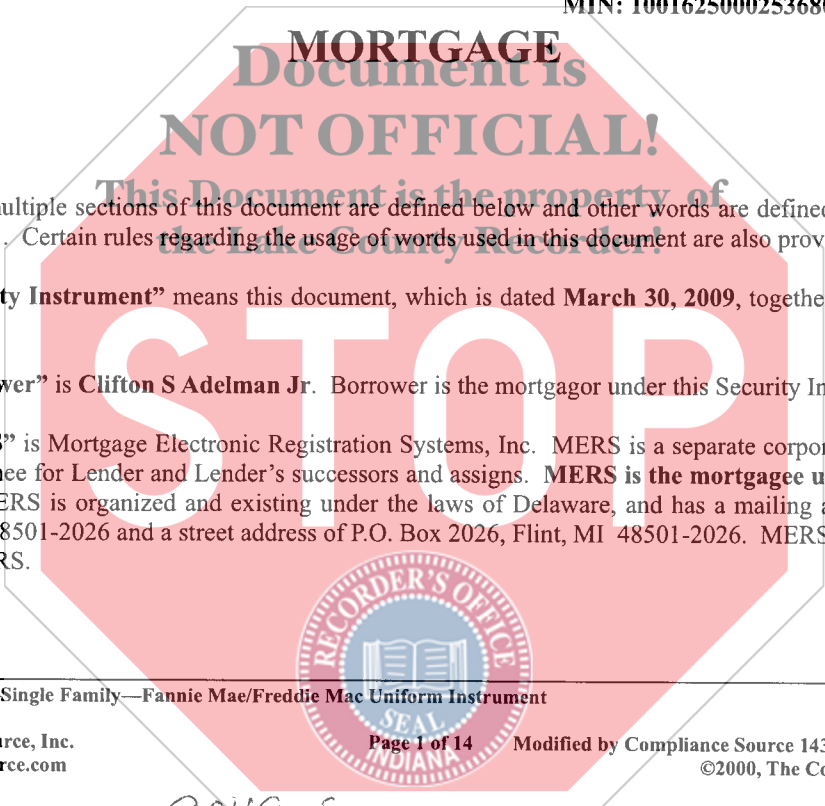 MIN: 1001625000253680
MORTGAGE
Document is
NOT OFFICIAL!
This Document is the property of
the Lake County Recorder!
ultiple sections of this document are defined below and other words are defined
. Certain rules regarding the usage of words used in this document are also prov
ty Instrument” means this document, which is dated March 30, 2009, togethe
STOP
wer” is Clifton S Adelman Jr. Borrower is the mortgagor under this Security In
S” is Mortgage Electronic Registration Systems, Inc. MERS is a separate corpor
nee for Lender and Lender’s successors and assigns. MERS is the mortgagee u
ERS is organized and existing under the laws of Delaware, and has a mailing a
8501-2026 and a street address of P.O. Box 2026, Flint, MI 48501-2026. MERS
RS.
RECORDER'S OFFICE
SEAL
INDIANA
Single Family—Fannie Mae/Freddie Mac Uniform Instrument
rce, Inc.
Page 1 of 14
Modified by Compliance Source 143
rce.com
©2000, The Co